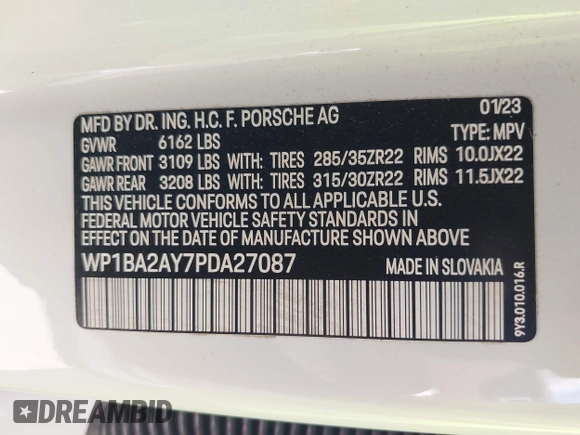 MFD BY DR. ING. H.C. F. PORSCHE AG 01/23
GVWR 6162 LBS TYPE: MPV
GAWR FRONT 3109 LBS WITH: TIRES 285/35ZR22 RIMS 10.0JX22
GAWR REAR 3208 LBS WITH: TIRES 315/30ZR22 RIMS 11.5JX22
THIS VEHICLE CONFORMS TO ALL APPLICABLE U.S.
FEDERAL MOTOR VEHICLE SAFETY STANDARDS IN
EFFECT ON THE DATE OF MANUFACTURE SHOWN ABOVE.
WP1BA2AY7PDA27087 MADE IN SLOVAKIA
9Y3.010.016.R
DREAMBID